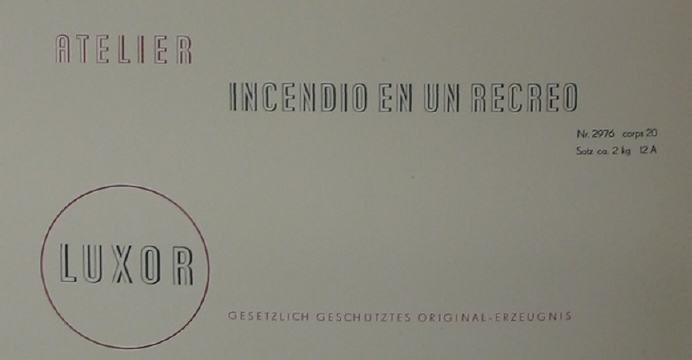 ATELIER
INCENDIO EN UN RECREO
Nr. 2976 corps 20
Satz ca. 2 kg 12 A
LUXOR
GESETZLICH GESCHÜTZTES ORIGINAL-ERZEUGNIS